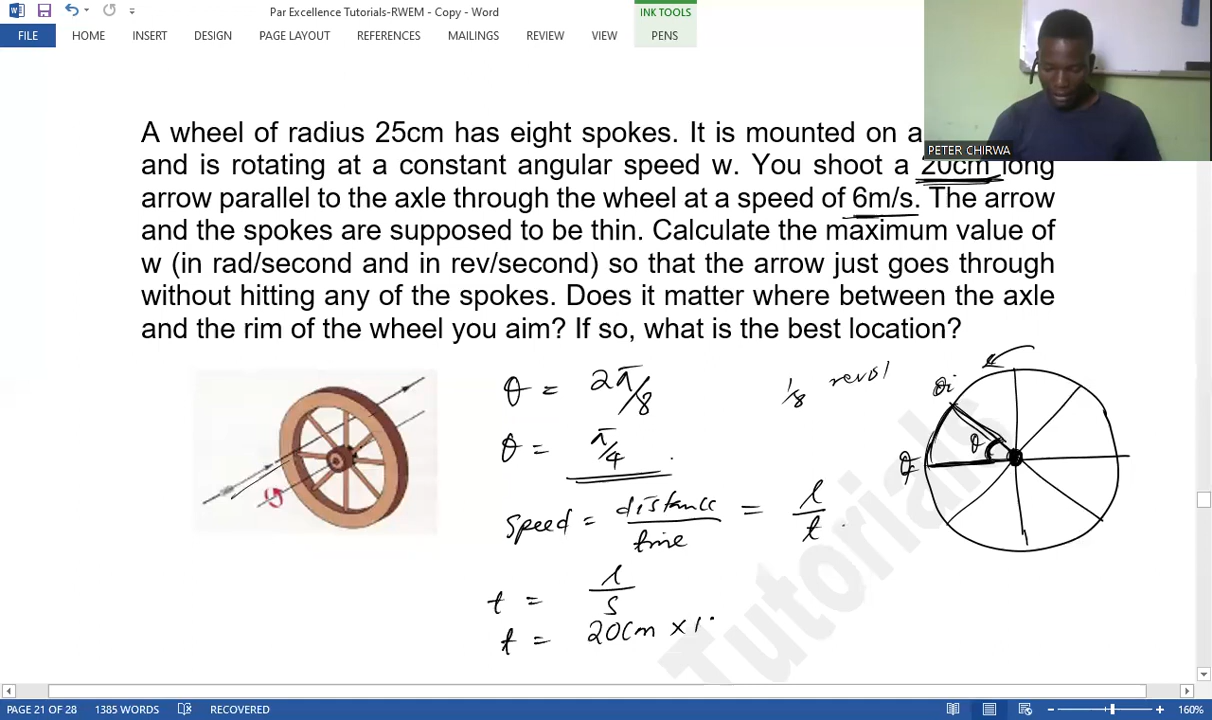 Par Excellence Tutorials-RWEM - Copy - Word
INK TOOLS
FILE HOME INSERT DESIGN PAGE LAYOUT REFERENCES MAILINGS REVIEW VIEW PENS
PETER CHIRWA
A wheel of radius 25cm has eight spokes. It is mounted on a
and is rotating at a constant angular speed w. You shoot a 20cm long
arrow parallel to the axle through the wheel at a speed of 6m/s. The arrow
and the spokes are supposed to be thin. Calculate the maximum value of
w (in rad/second and in rev/second) so that the arrow just goes through
without hitting any of the spokes. Does it matter where between the axle
and the rim of the wheel you aim? If so, what is the best location?
θ = 2π/8
1/8 revol
θi
θ = π/4
θ
θf
speed = distance/time = l/t
t = l/s
t = 20cm × 1
Tutorials
PAGE 21 OF 28 1385 WORDS RECOVERED 160%